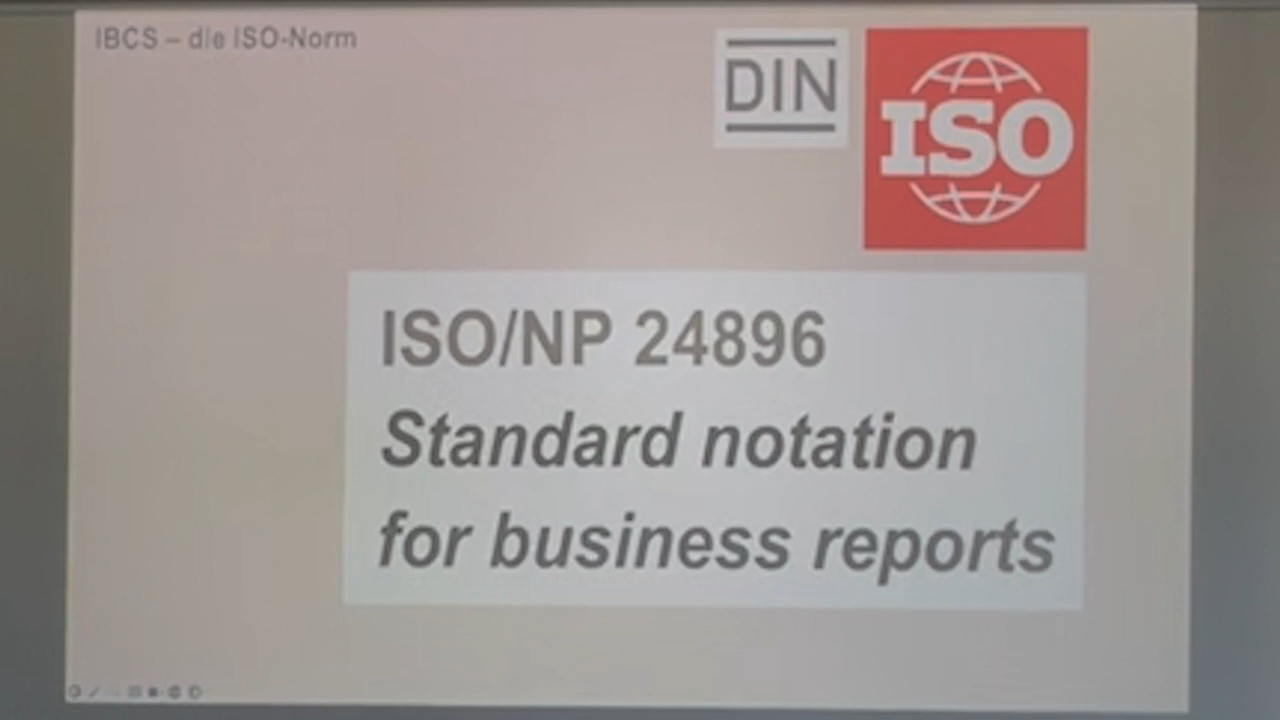 IBCS – die ISO-Norm
DIN
ISO
ISO/NP 24896
Standard notation
for business reports